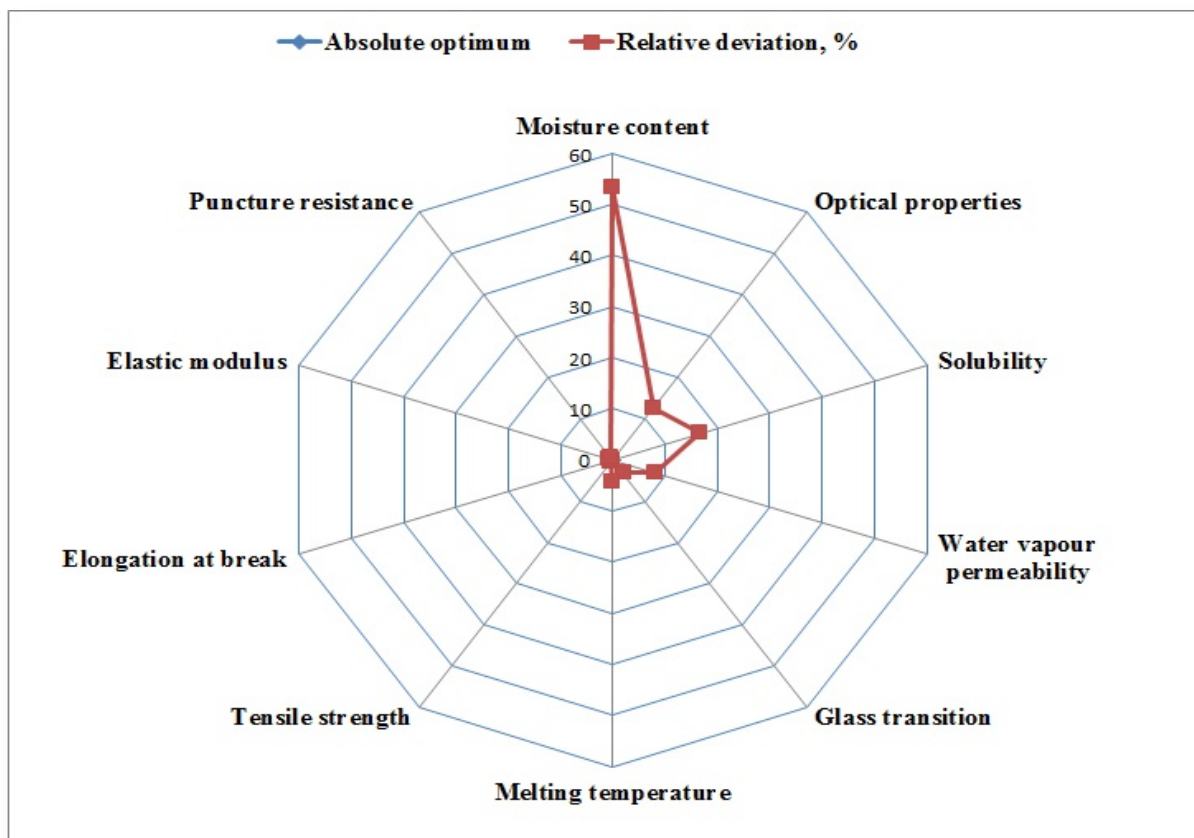 Absolute optimum
Relative deviation, %
Moisture content
Optical properties
Solubility
Water vapour
permeability
Glass transition
Melting temperature
Tensile strength
Elongation at break
Elastic modulus
Puncture resistance
60
50
40
30
20
10
0